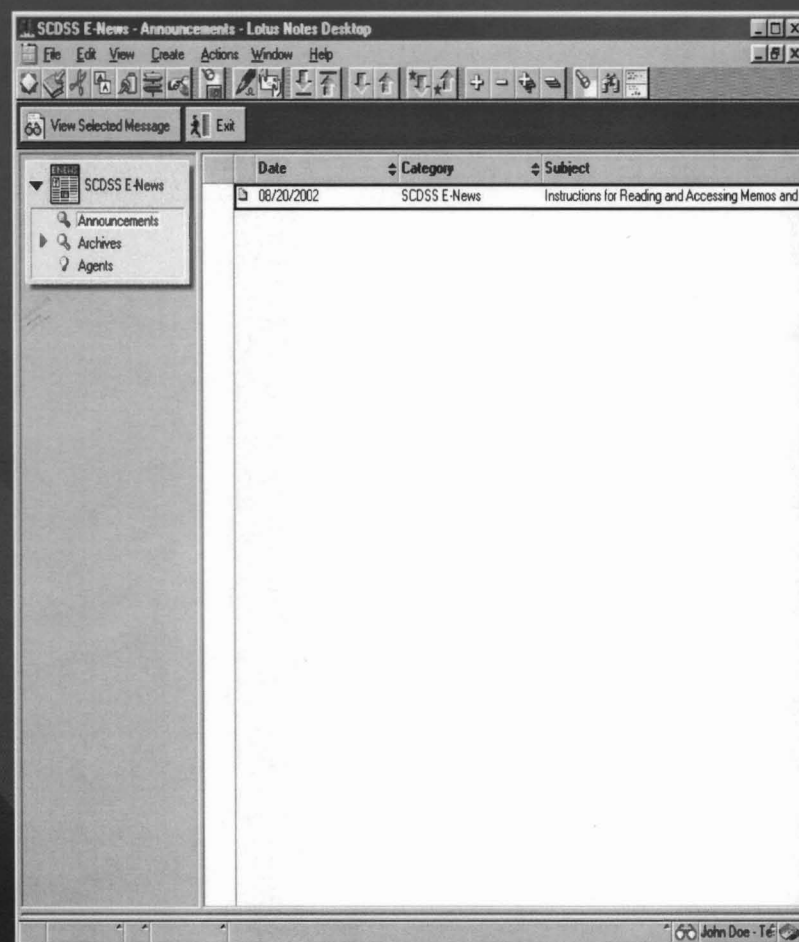 SCDSS E-News - Announcements - Lotus Notes Desktop
File Edit View Create Actions Window Help
View Selected Message Exit
SCDSS E-News
Announcements
Archives
Agents
Date Category Subject
08/20/2002 SCDSS E-News Instructions for Reading and Accessing Memos and
John Doe - Te